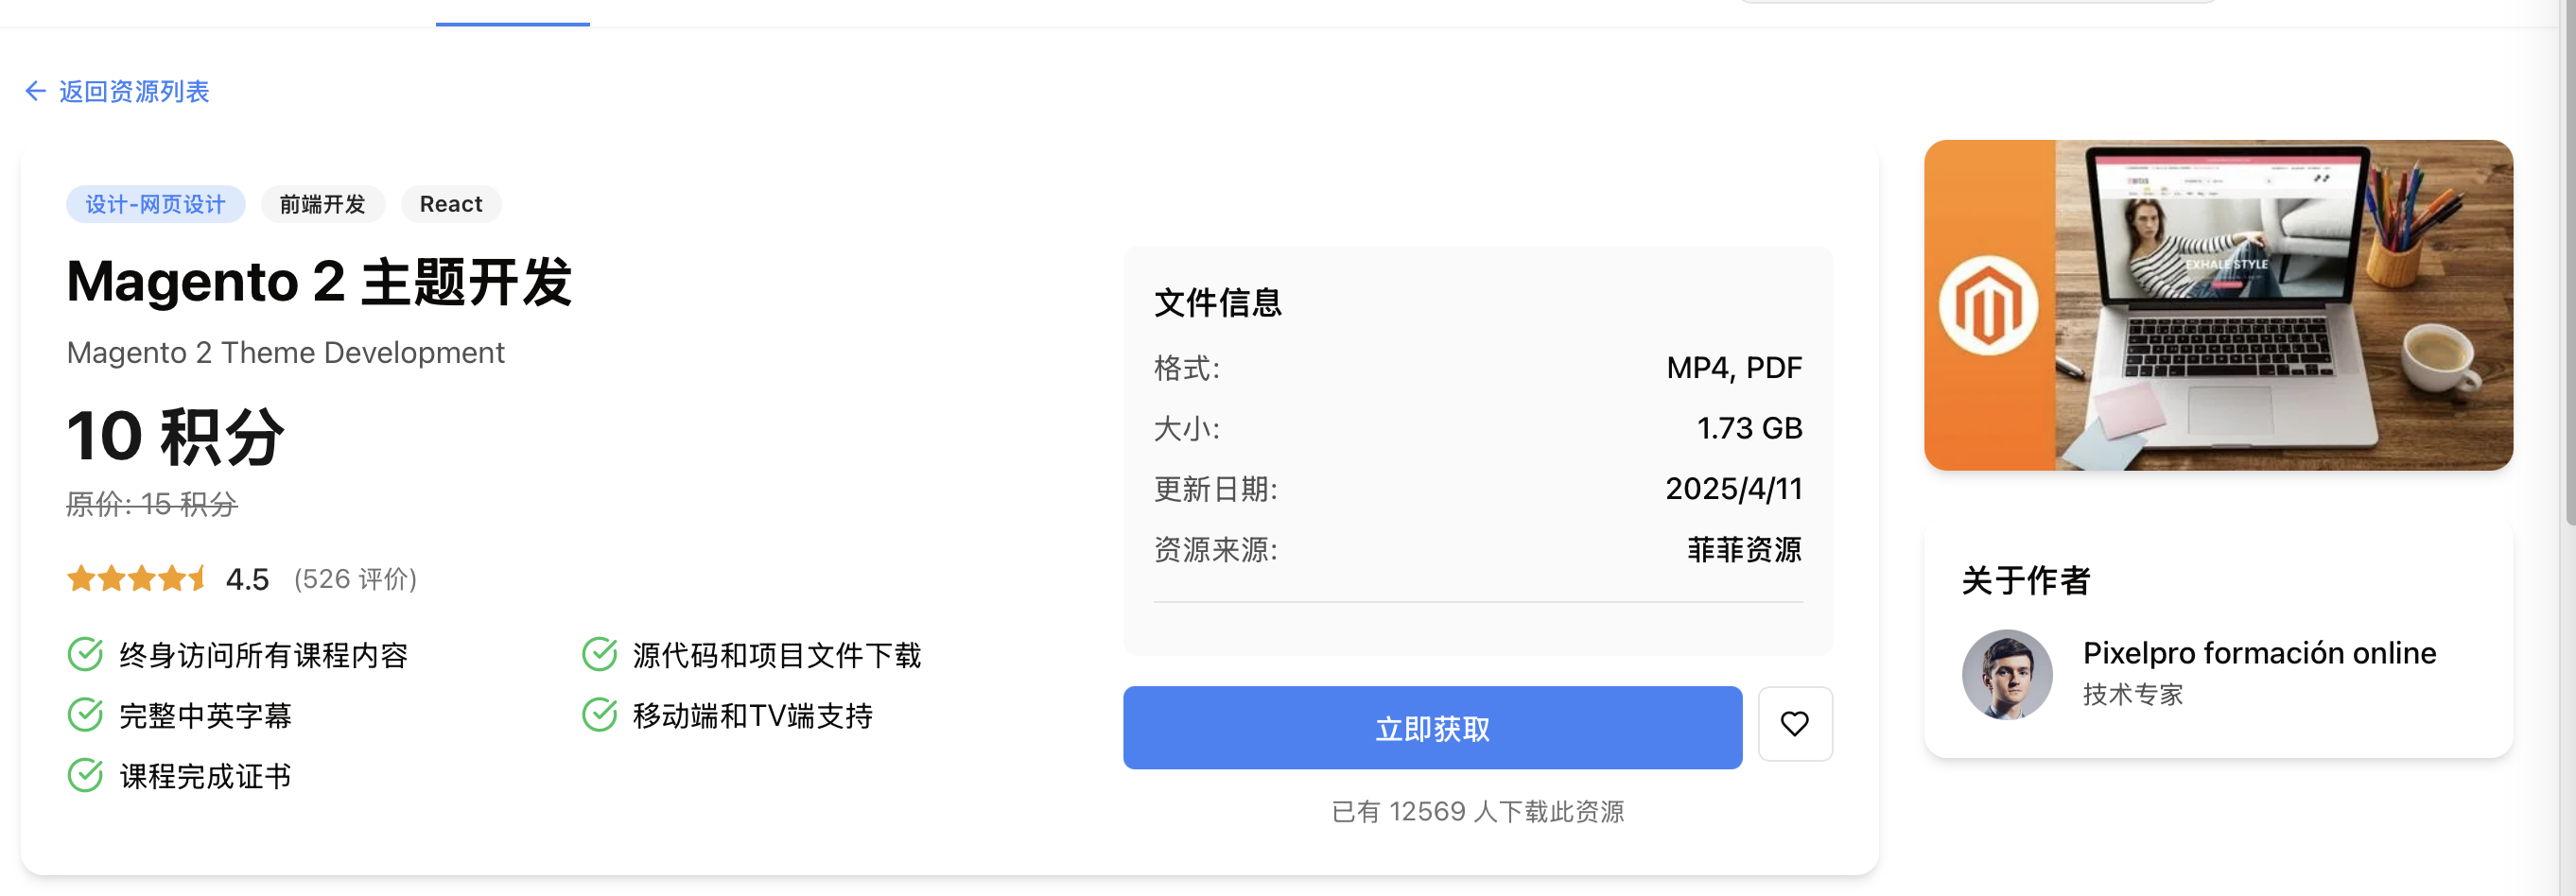 返回资源列表
设计-网页设计 前端开发 React
Magento 2 主题开发
Magento 2 Theme Development
10 积分
原价: 15 积分
4.5 (526 评价)
终身访问所有课程内容
源代码和项目文件下载
完整中英字幕
移动端和TV端支持
课程完成证书
文件信息
格式: MP4, PDF
大小: 1.73 GB
更新日期: 2025/4/11
资源来源: 菲菲资源
立即获取
已有 12569 人下载此资源
EXHALE STYLE
关于作者
Pixelpro formación online
技术专家